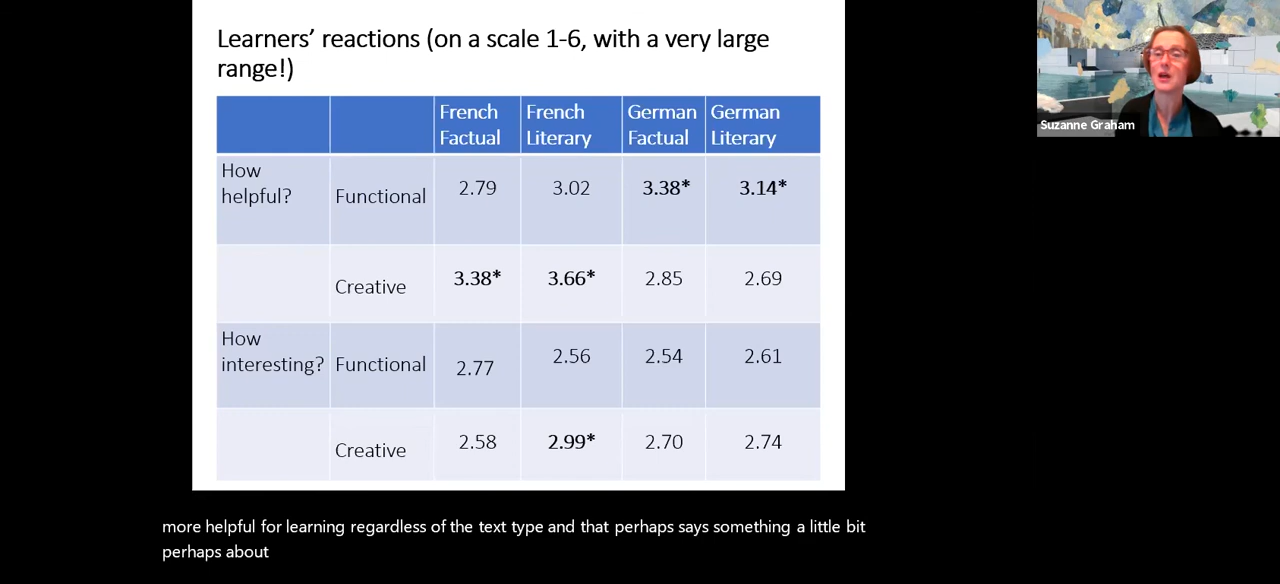 Learners’ reactions (on a scale 1-6, with a very large
range!)
French Factual French Literary German Factual German Literary
How helpful? Functional 2.79 3.02 3.38* 3.14*
Creative 3.38* 3.66* 2.85 2.69
How interesting? Functional 2.77 2.56 2.54 2.61
Creative 2.58 2.99* 2.70 2.74
Suzanne Graham
more helpful for learning regardless of the text type and that perhaps says something a little bit
perhaps about